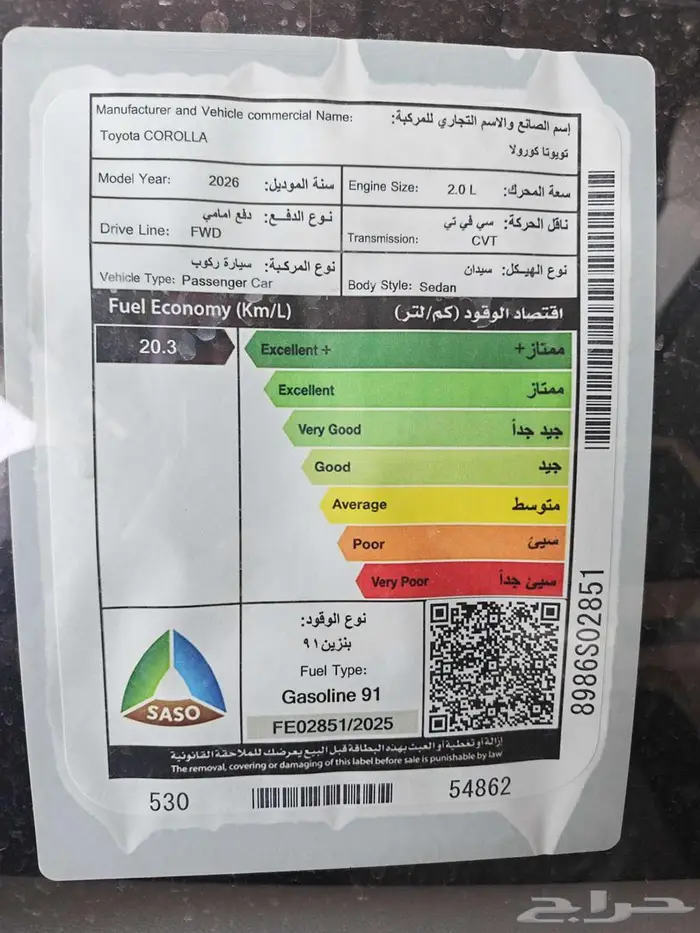 Manufacturer and Vehicle commercial Name: إسم الصانع والاسم التجاري للمركبة:
Toyota COROLLA تويوتا كورولا
Model Year: 2026 سنة الموديل:
Engine Size: 2.0 L سعة المحرك:
نوع الدفع: دفع امامي
Drive Line: FWD
ناقل الحركة: سي في تي
Transmission: CVT
نوع المركبة: سيارة ركوب
Vehicle Type: Passenger Car
نوع الهيكل: سيدان
Body Style: Sedan
Fuel Economy (Km/L) اقتصاد الوقود (كم/لتر)
20.3
Excellent + ممتاز+
Excellent ممتاز
Very Good جيد جداً
Good جيد
Average متوسط
Poor سيئ
Very Poor سيئ جداً
SASO
نوع الوقود:
بنزين ٩١
Fuel Type:
Gasoline 91
FE02851/2025
8986S02851
إزالة أو تغطية أو العبث بهذه البطاقة قبل البيع يعرضك للملاحقة القانونية
The removal, covering or damaging of this label before sale is punishable by law
530 54862
حراج